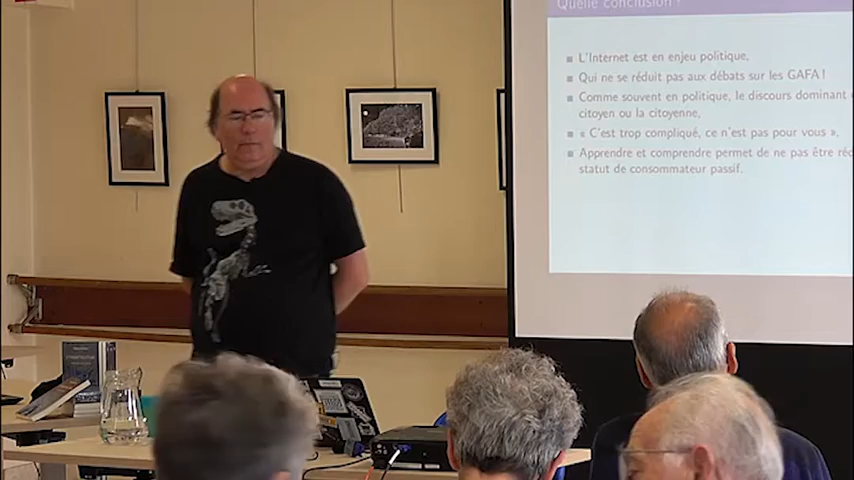 Quelle conclusion ?
L'Internet est en enjeu politique,
Qui ne se réduit pas aux débats sur les GAFA !
Comme souvent en politique, le discours dominant
citoyen ou la citoyenne,
« C'est trop compliqué, ce n'est pas pour vous »,
Apprendre et comprendre permet de ne pas être
statut de consommateur passif.